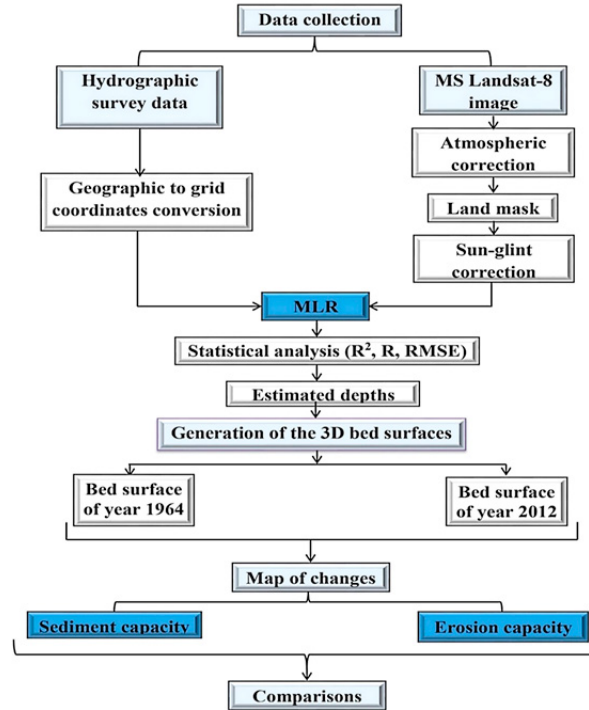 Data collection
Hydrographic
survey data
MS Landsat-8
image
Atmospheric
correction
Geographic to grid
coordinates conversion
Land mask
Sun-glint
correction
MLR
Statistical analysis (R², R, RMSE)
Estimated depths
Generation of the 3D bed surfaces
Bed surface
of year 1964
Bed surface
of year 2012
Map of changes
Sediment capacity
Erosion capacity
Comparisons